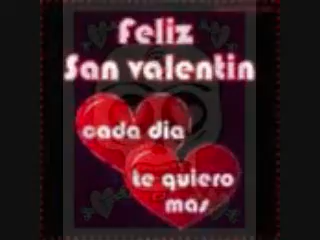 Feliz
San valentin
cada dia
te quiero
mas